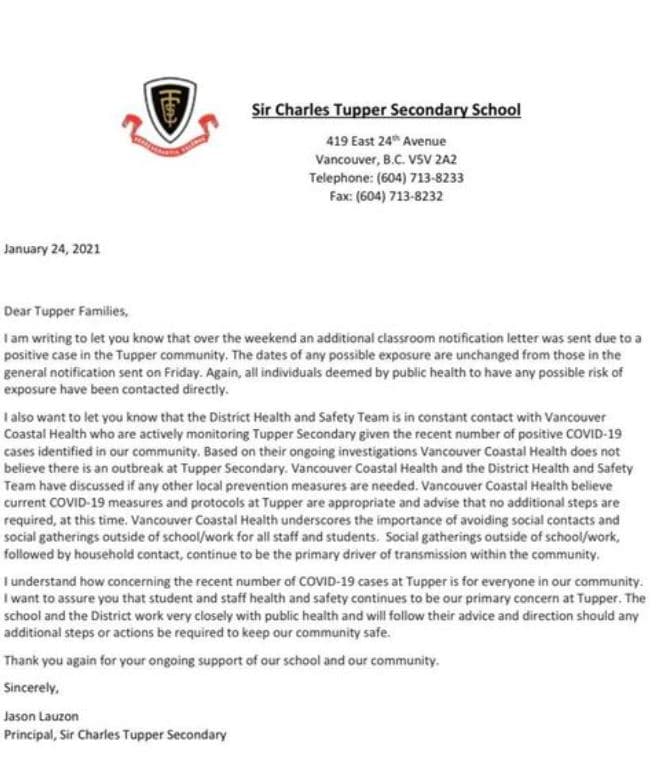 Sir Charles Tupper Secondary School
419 East 24th Avenue
Vancouver, B.C. V5V 2A2
Telephone: (604) 713-8233
Fax: (604) 713-8232
January 24, 2021
Dear Tupper Families,
I am writing to let you know that over the weekend an additional classroom notification letter was sent due to a
positive case in the Tupper community. The dates of any possible exposure are unchanged from those in the
general notification sent on Friday. Again, all individuals deemed by public health to have any possible risk of
exposure have been contacted directly.
I also want to let you know that the District Health and Safety Team is in constant contact with Vancouver
Coastal Health who are actively monitoring Tupper Secondary given the recent number of positive COVID-19
cases identified in our community. Based on their ongoing investigations Vancouver Coastal Health does not
believe there is an outbreak at Tupper Secondary. Vancouver Coastal Health and the District Health and Safety
Team have discussed if any other local prevention measures are needed. Vancouver Coastal Health believe
current COVID-19 measures and protocols at Tupper are appropriate and advise that no additional steps are
required, at this time. Vancouver Coastal Health underscores the importance of avoiding social contacts and
social gatherings outside of school/work for all staff and students. Social gatherings outside of school/work,
followed by household contact, continue to be the primary driver of transmission within the community.
I understand how concerning the recent number of COVID-19 cases at Tupper is for everyone in our community.
I want to assure you that student and staff health and safety continues to be our primary concern at Tupper. The
school and the District work very closely with public health and will follow their advice and direction should any
additional steps or actions be required to keep our community safe.
Thank you again for your ongoing support of our school and our community.
Sincerely,
Jason Lauzon
Principal, Sir Charles Tupper Secondary